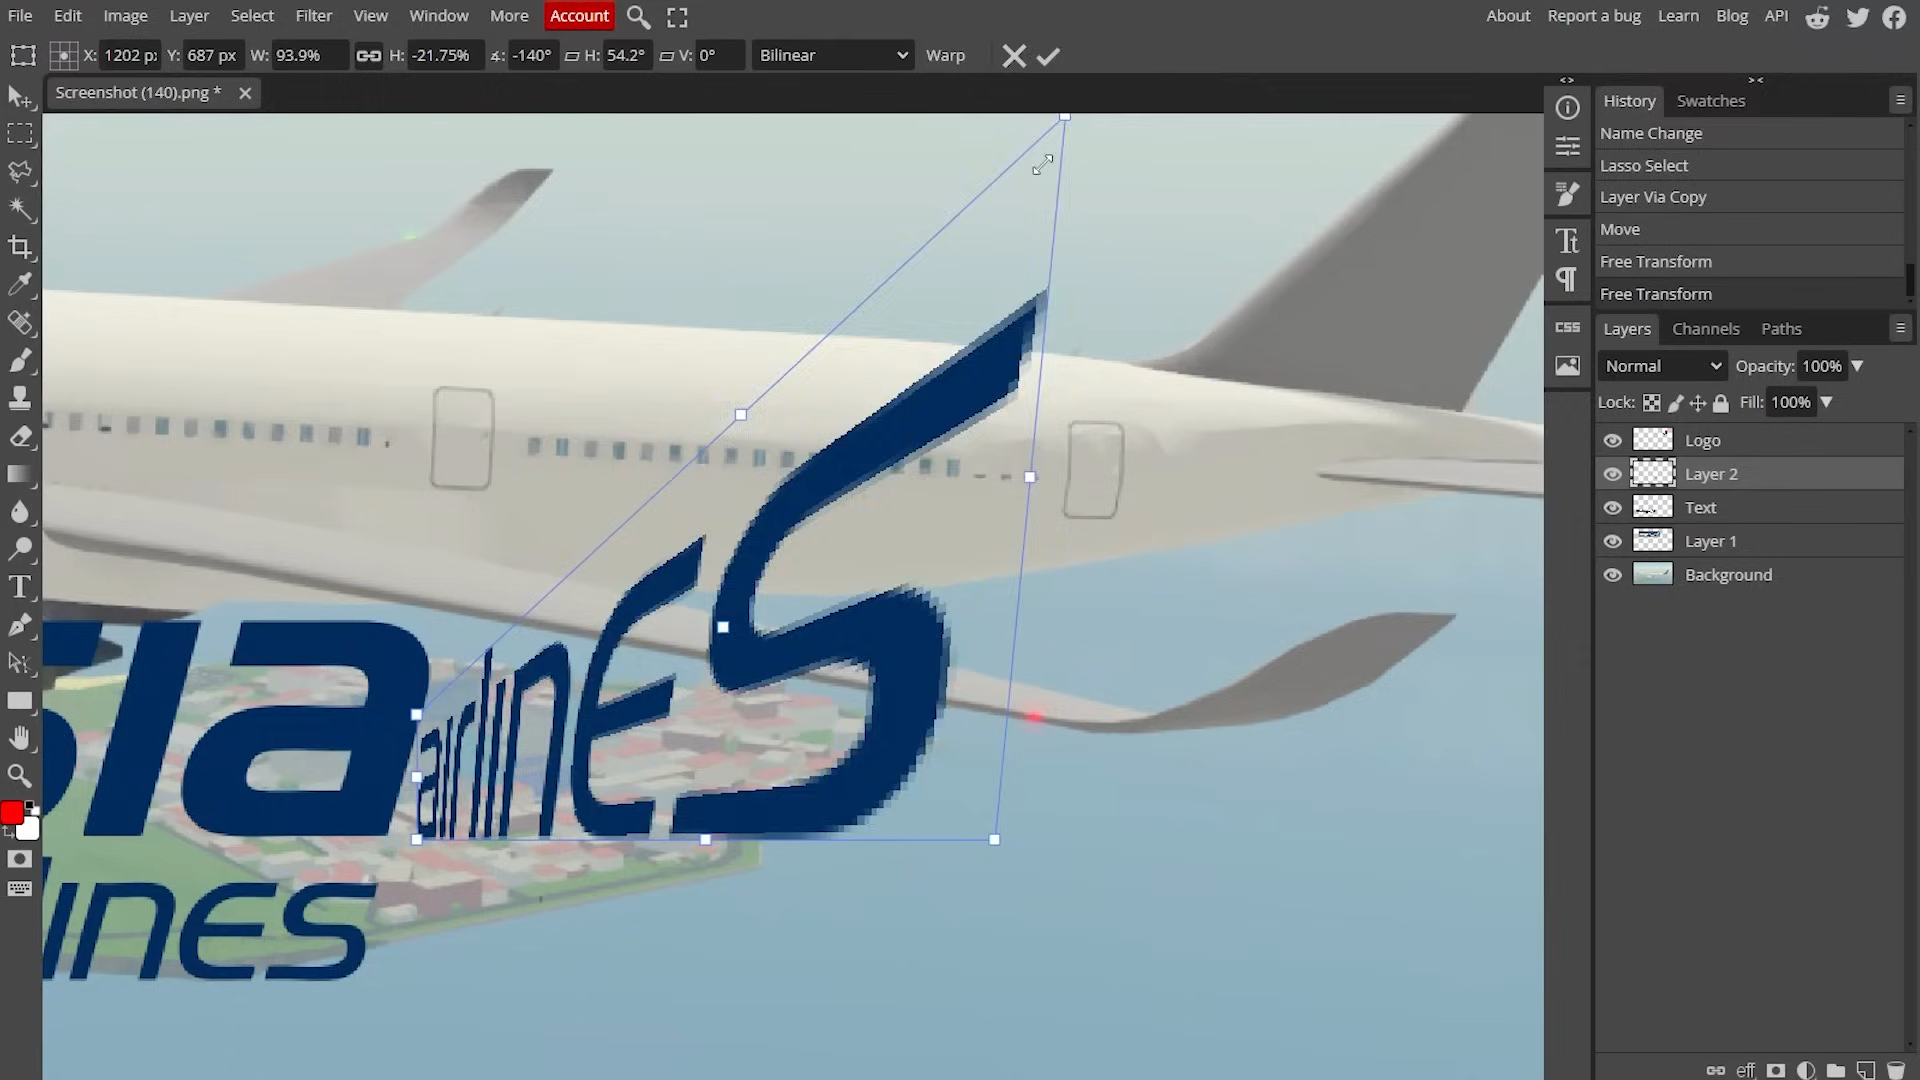 File Edit Image Layer Select Filter View Window More Account About Report a bug Learn Blog API
X: 1202 px Y: 687 px W: 93.9% H: -21.75% ∡: -140° H: 54.2° V: 0° Bilinear Warp
Screenshot (140).png *
History Swatches
Name Change
Lasso Select
Layer Via Copy
Move
Free Transform
Free Transform
CSS
Layers Channels Paths
Normal Opacity: 100%
Lock: Fill: 100%
Logo
Layer 2
Text
Layer 1
Background
sia
airlines
lines
eff